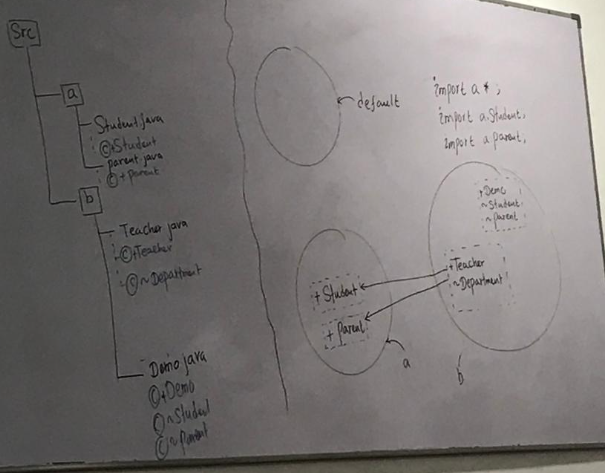 Src
a
Student.java
©+Student
parent.java
©+parent
b
Teacher.java
©+Teacher
©~Department
Demo.java
©+Demo
©~Student
©~Parent
default
import a *;
import a.Student;
import a parent;
+Demo
~Student
~Parent
+Teacher
~Department
+ Student
+ Parent
a
b